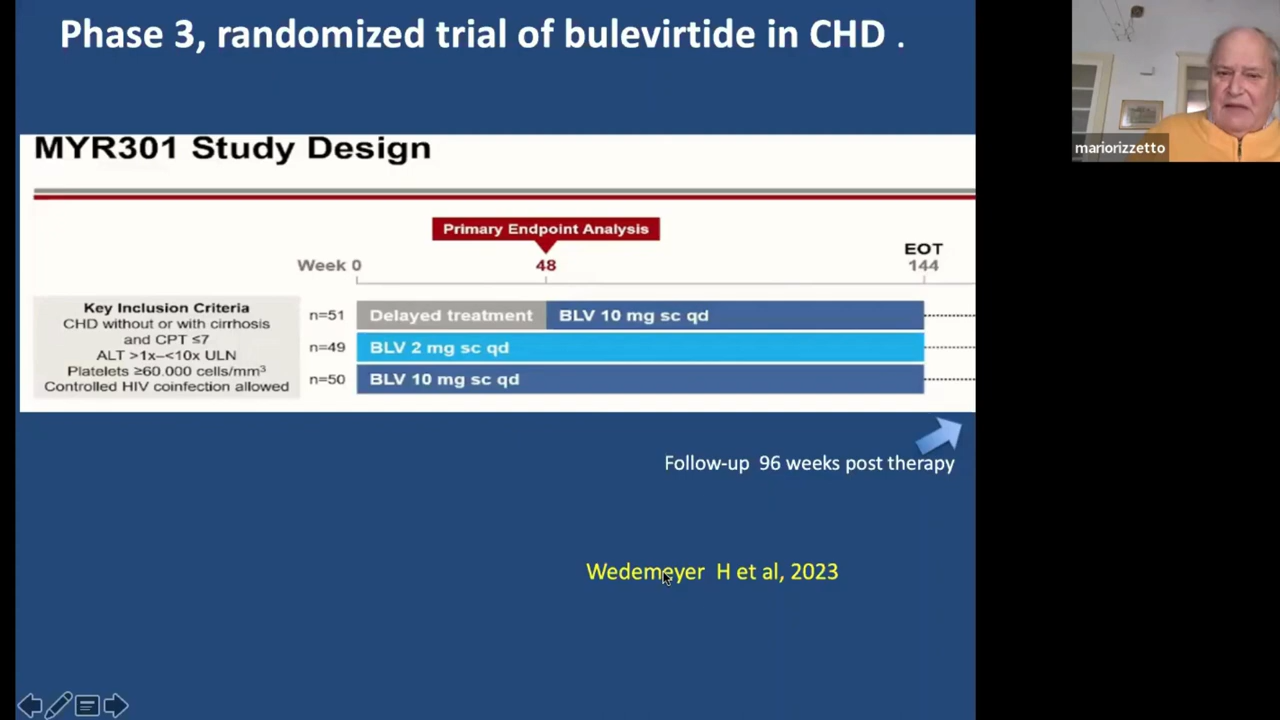 Phase 3, randomized trial of bulevirtide in CHD .
mariorizzetto
MYR301 Study Design
Primary Endpoint Analysis
EOT
Week 0 48 144
Key Inclusion Criteria
CHD without or with cirrhosis
and CPT ≤7
ALT >1x–<10x ULN
Platelets ≥60.000 cells/mm³
Controlled HIV coinfection allowed
n=51 Delayed treatment BLV 10 mg sc qd
n=49 BLV 2 mg sc qd
n=50 BLV 10 mg sc qd
Follow-up 96 weeks post therapy
Wedemeyer H et al, 2023